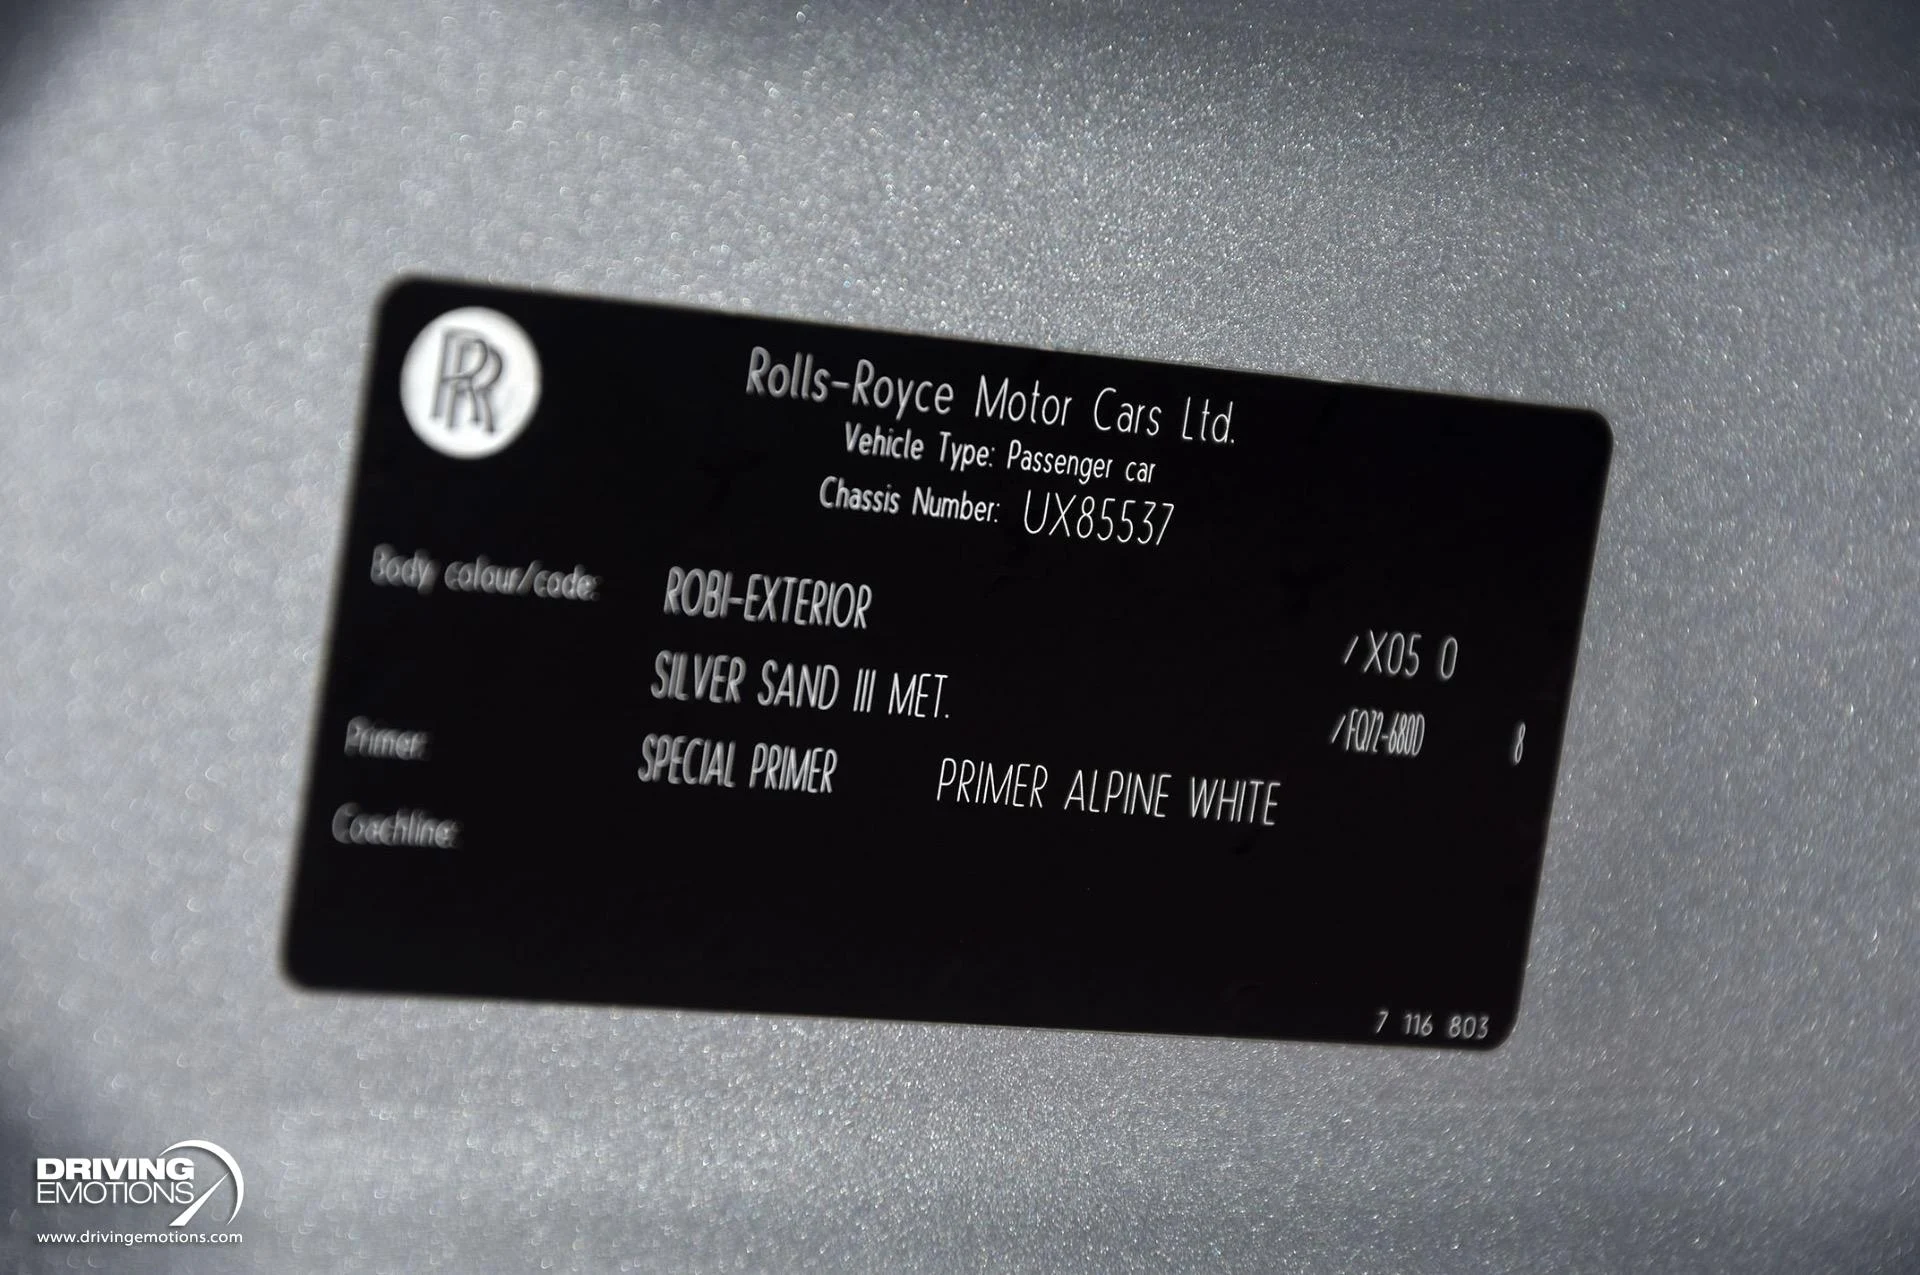 RR
Rolls-Royce Motor Cars Ltd.
Vehicle Type: Passenger car
Chassis Number: UX85537
Body colour/code: ROBI-EXTERIOR /X05 0
SILVER SAND III MET. /FQ72-680D 8
Primer: SPECIAL PRIMER PRIMER ALPINE WHITE
Coachline:
7 116 803
DRIVING
EMOTIONS
www.drivingemotions.com